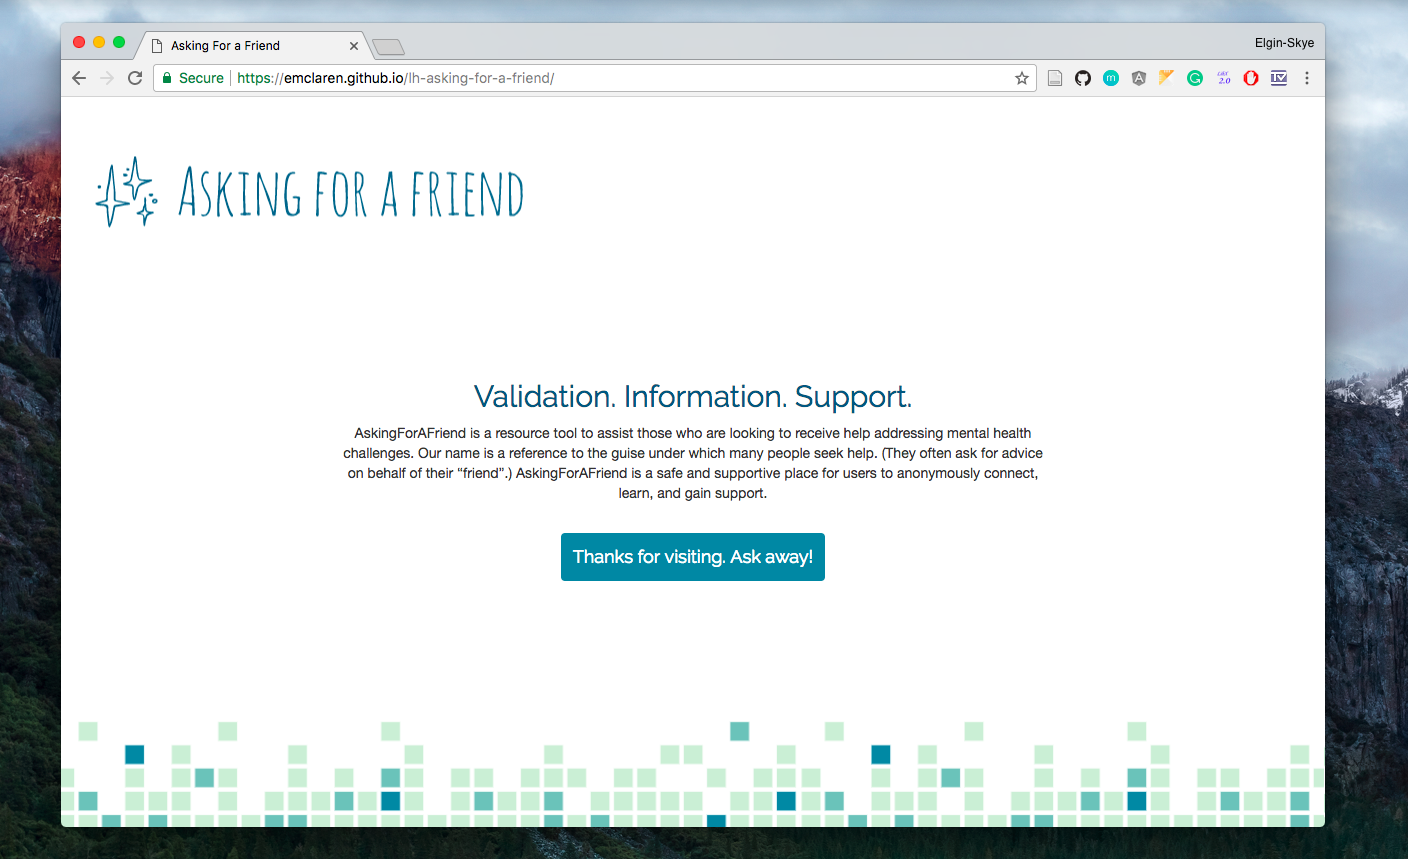 Asking For a Friend
Elgin-Skye
Secure https://emclaren.github.io/lh-asking-for-a-friend/
2.0
ASKING FOR A FRIEND
Validation. Information. Support.
AskingForAFriend is a resource tool to assist those who are looking to receive help addressing mental health
challenges. Our name is a reference to the guise under which many people seek help. (They often ask for advice
on behalf of their “friend”.) AskingForAFriend is a safe and supportive place for users to anonymously connect,
learn, and gain support.
Thanks for visiting. Ask away!